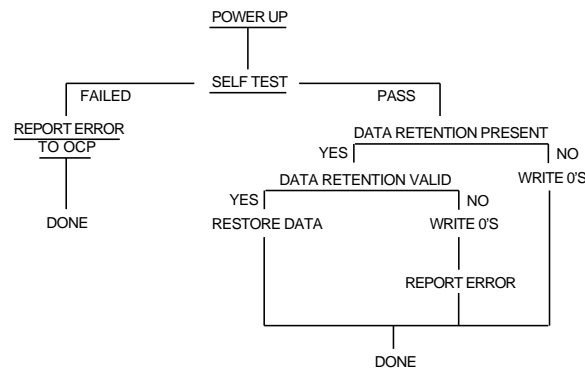 POWER UP
SELF TEST
FAILED
PASS
REPORT ERROR
TO OCP
DATA RETENTION PRESENT
YES
NO
DATA RETENTION VALID
WRITE 0'S
YES
NO
DONE
RESTORE DATA
WRITE 0'S
REPORT ERROR
DONE